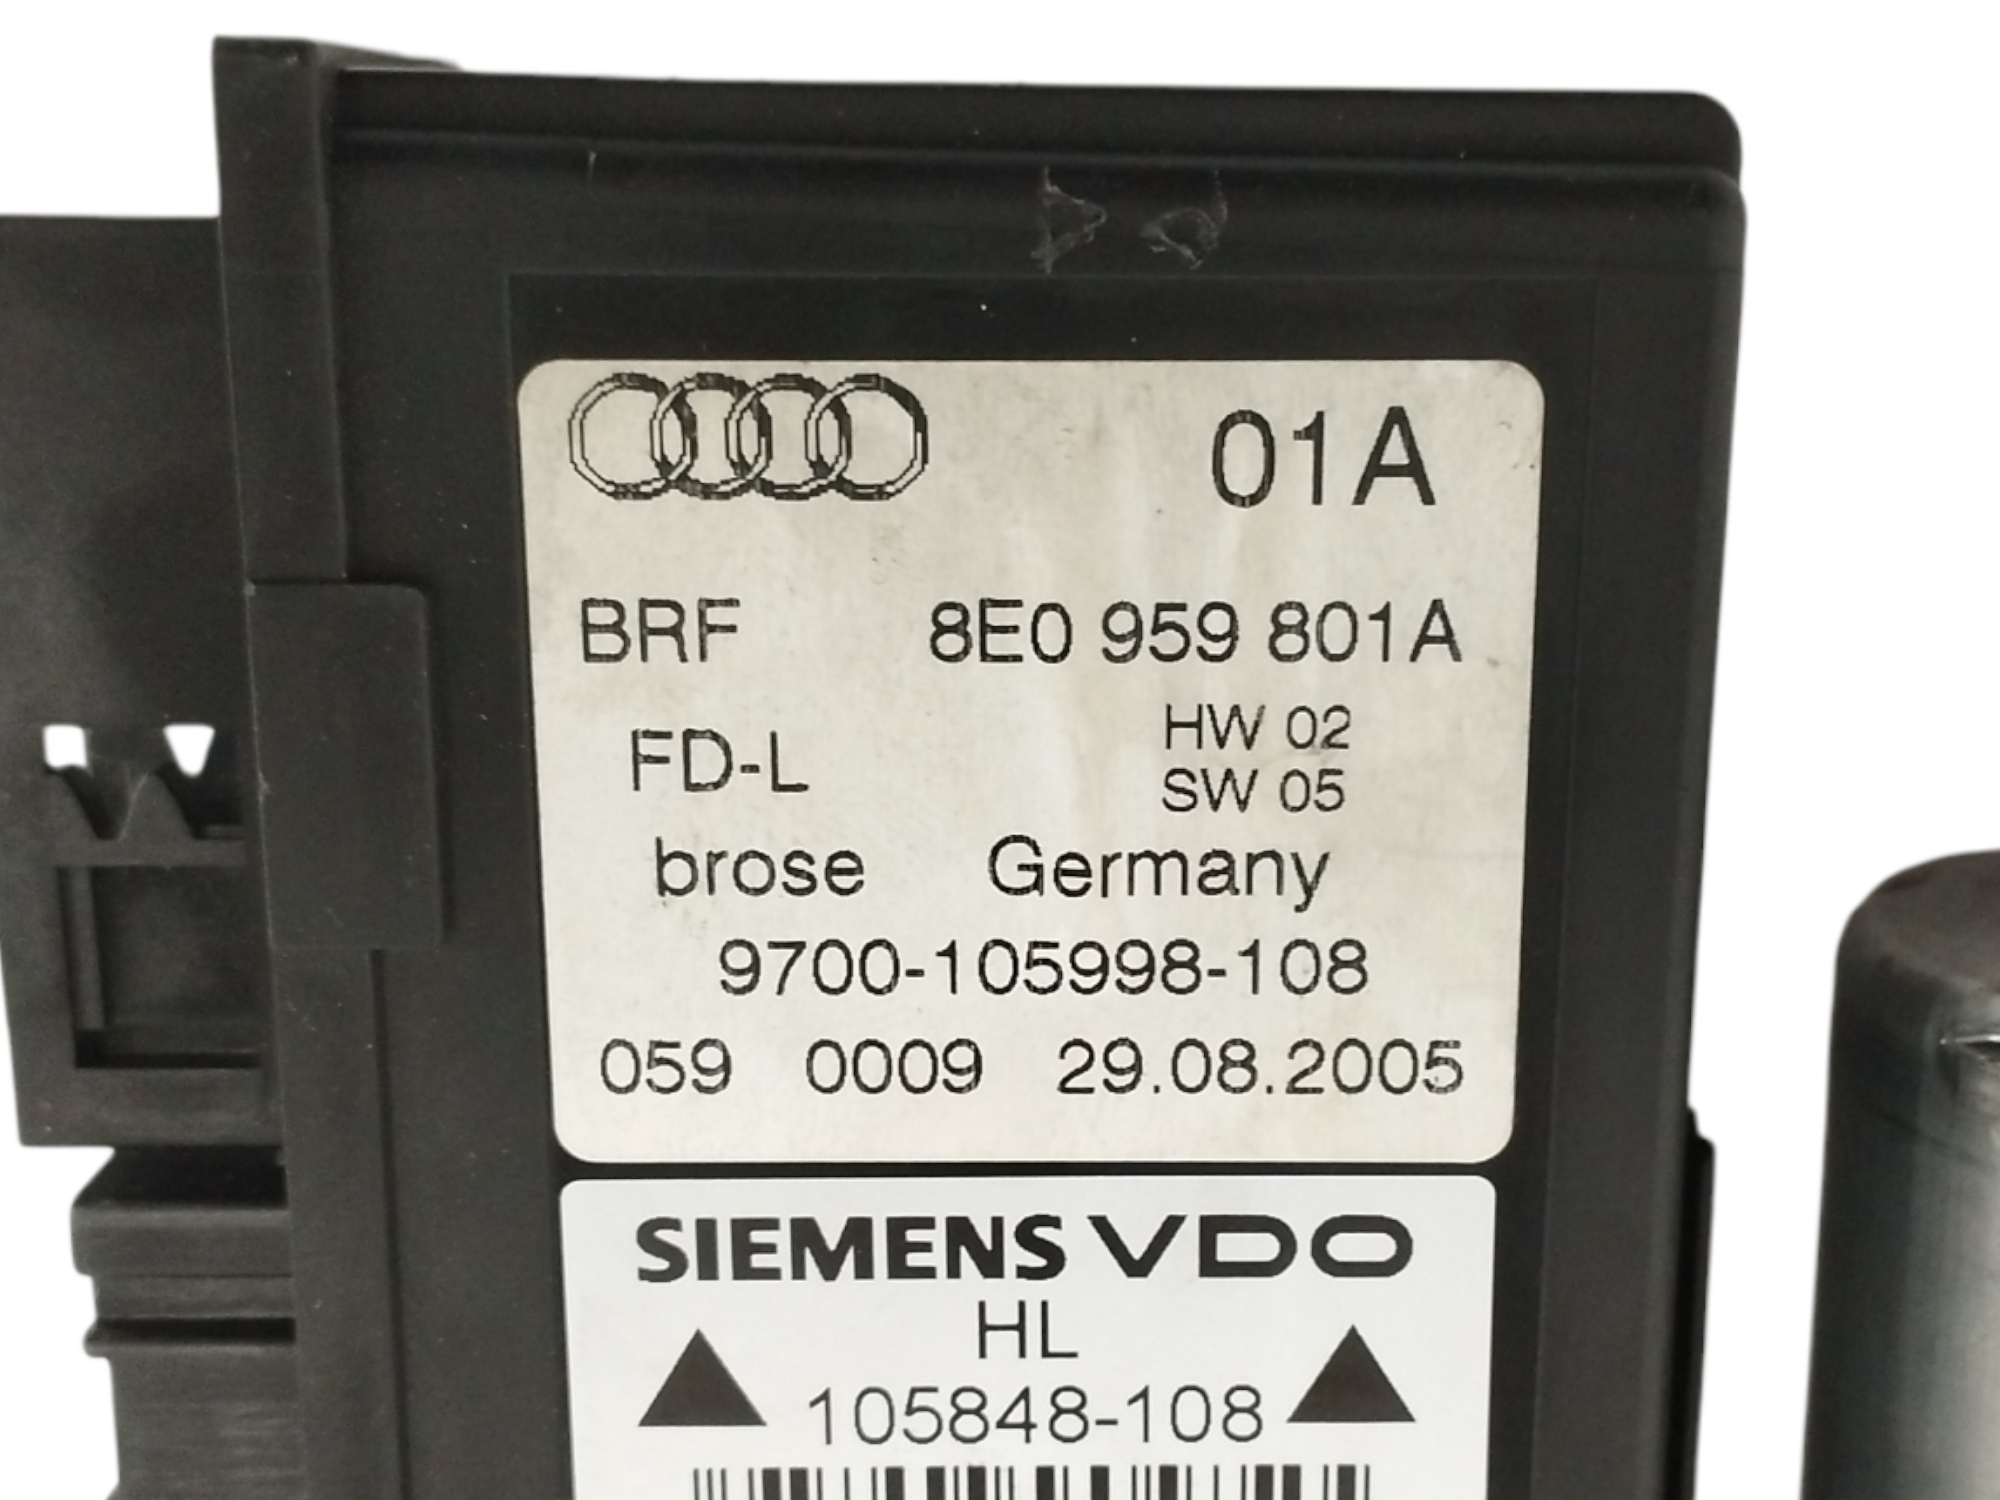 01A
BRF 8E0 959 801A
FD-L HW 02
SW 05
brose Germany
9700-105998-108
059 0009 29.08.2005
SIEMENS VDO
HL
105848-108